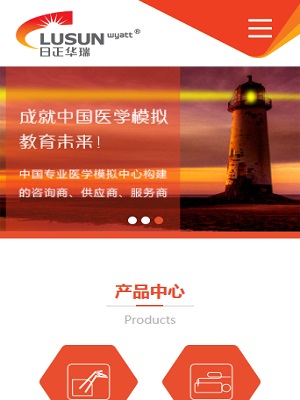 LUSUN wyatt
日正华瑞
成就中国医学模拟
教育未来！
中国专业医学模拟中心构建
的咨询商、供应商、服务商
产品中心
Products